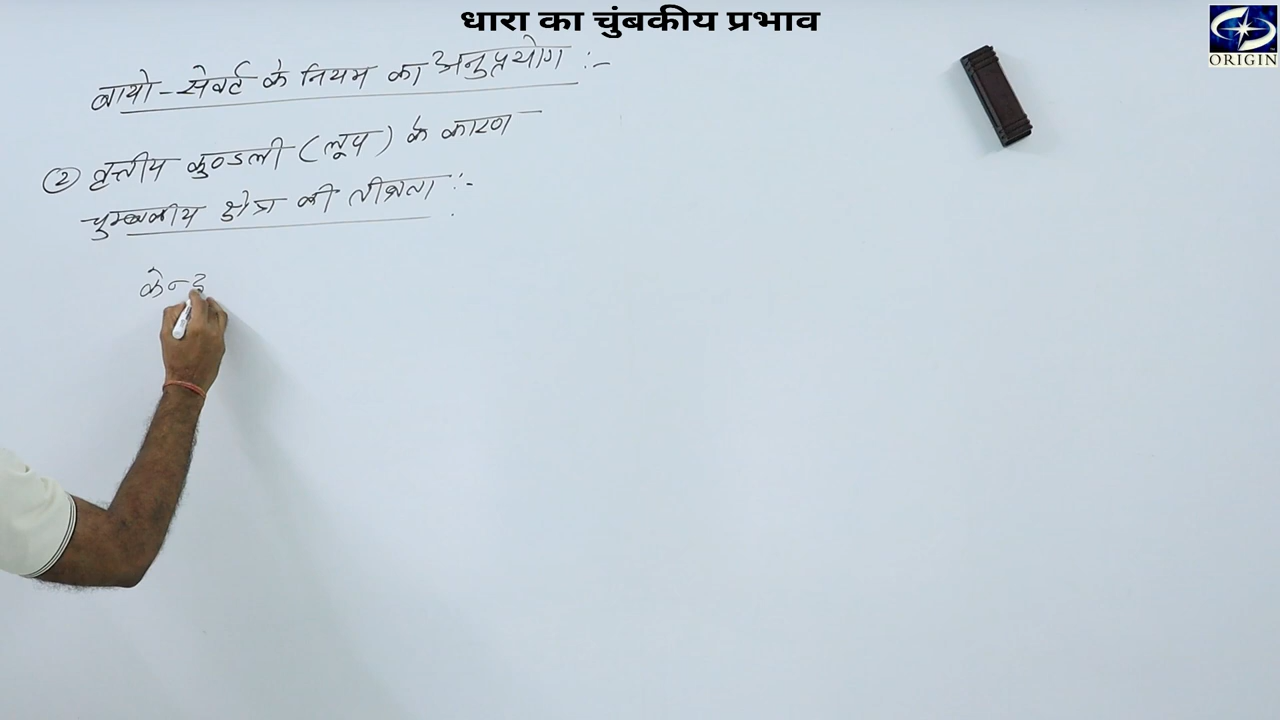 धारा का चुंबकीय प्रभाव
ORIGIN
बायो-सेवर्ट के नियम का अनुप्रयोग :-
② वृत्तीय कुण्डली (लूप) के कारण
चुम्बकीय क्षेत्र की तीव्रता :-
केन्द्र